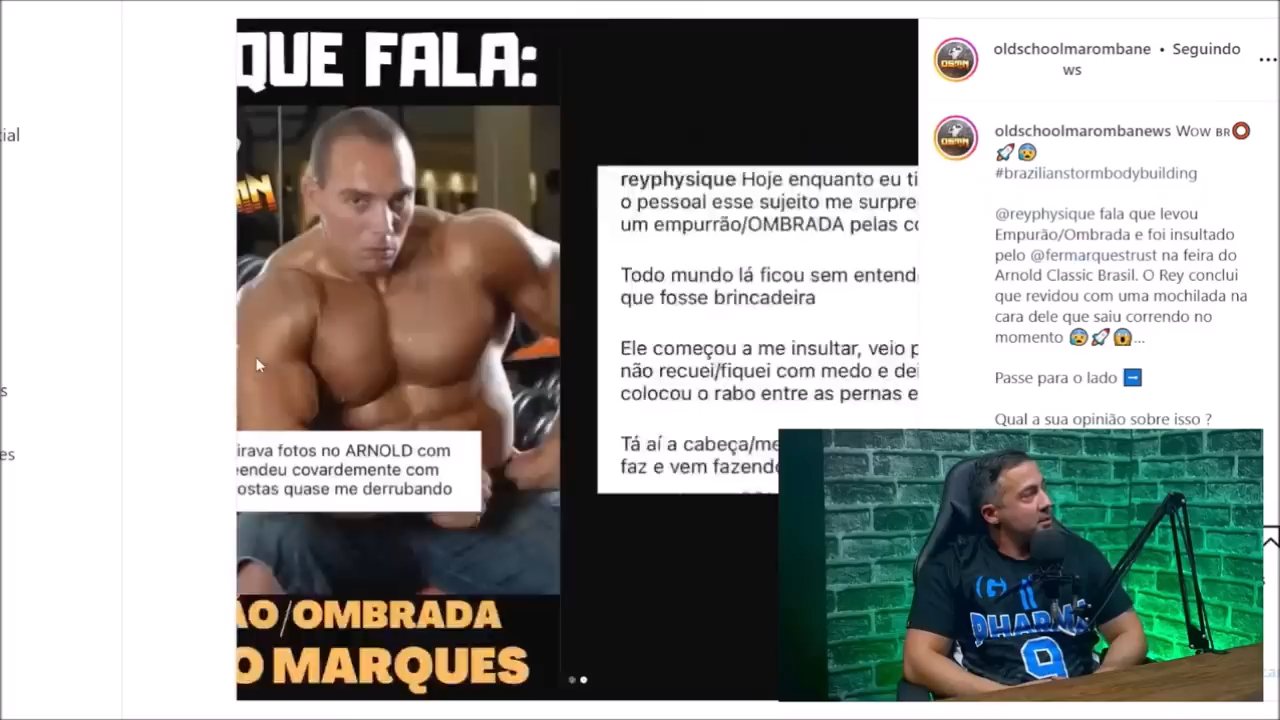 QUE FALA:
irava fotos no ARNOLD com
endeu covardemente com
ostas quase me derrubando
ÃO/OMBRADA
O MARQUES
reyphysique Hoje enquanto eu ti
o pessoal esse sujeito me surpre
um empurrão/OMBRADA pelas co
Todo mundo lá ficou sem entend
que fosse brincadeira
Ele começou a me insultar, veio p
não recuei/fiquei com medo e dei
colocou o rabo entre as pernas e
Tá aí a cabeça/me
faz e vem fazendo
oldschoolmarombane • Seguindo
ws
oldschoolmarombanews Wow BR
#brazilianstormbodybuilding
@reyphysique fala que levou
Empurão/Ombrada e foi insultado
pelo @fermarquestrust na feira do
Arnold Classic Brasil. O Rey conclui
que revidou com uma mochilada na
cara dele que saiu correndo no
momento ...
Passe para o lado
Qual a sua opinião sobre isso ?
ial
s
es
PHARMA
9